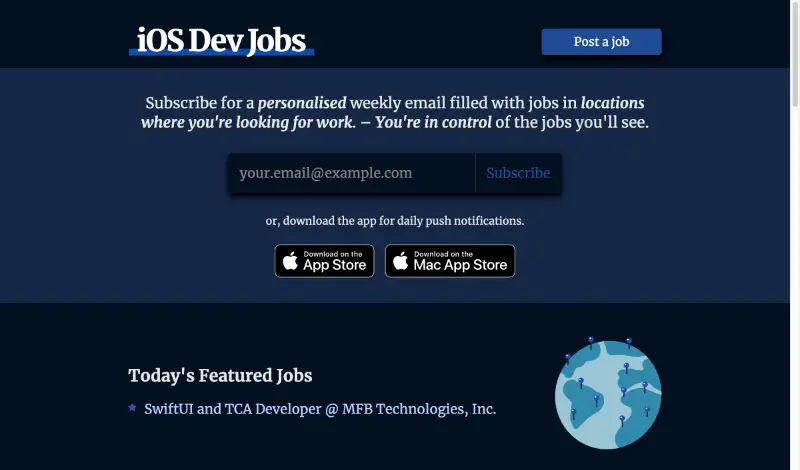 iOS Dev Jobs
Post a job
Subscribe for a personalised weekly email filled with jobs in locations
where you're looking for work. – You're in control of the jobs you'll see.
your.email@example.com
Subscribe
or, download the app for daily push notifications.
Download on the
App Store
Download on the
Mac App Store
Today's Featured Jobs
SwiftUI and TCA Developer @ MFB Technologies, Inc.